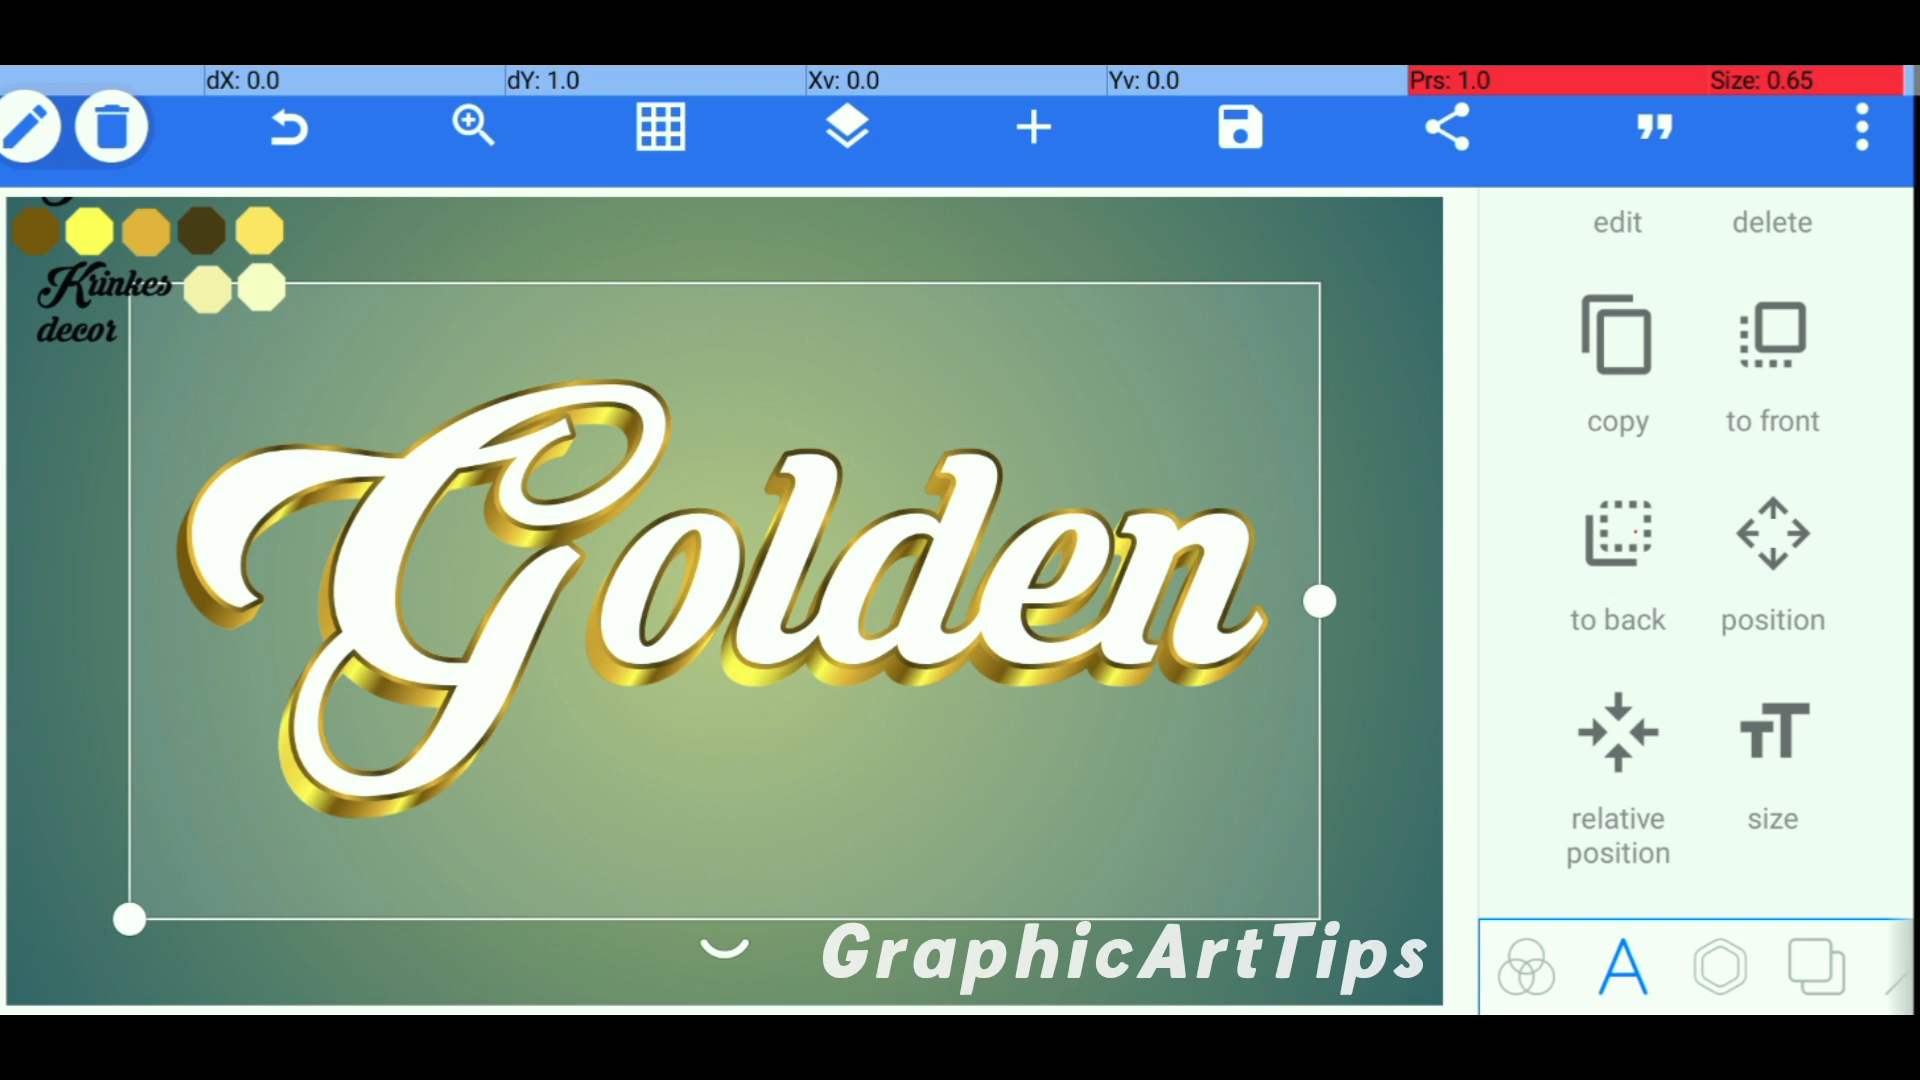 dX: 0.0 dY: 1.0 Xv: 0.0 Yv: 0.0 Prs: 1.0 Size: 0.65
edit delete
Krinkes
decor
copy to front
Golden
to back position
relative
position
size
GraphicArtTips